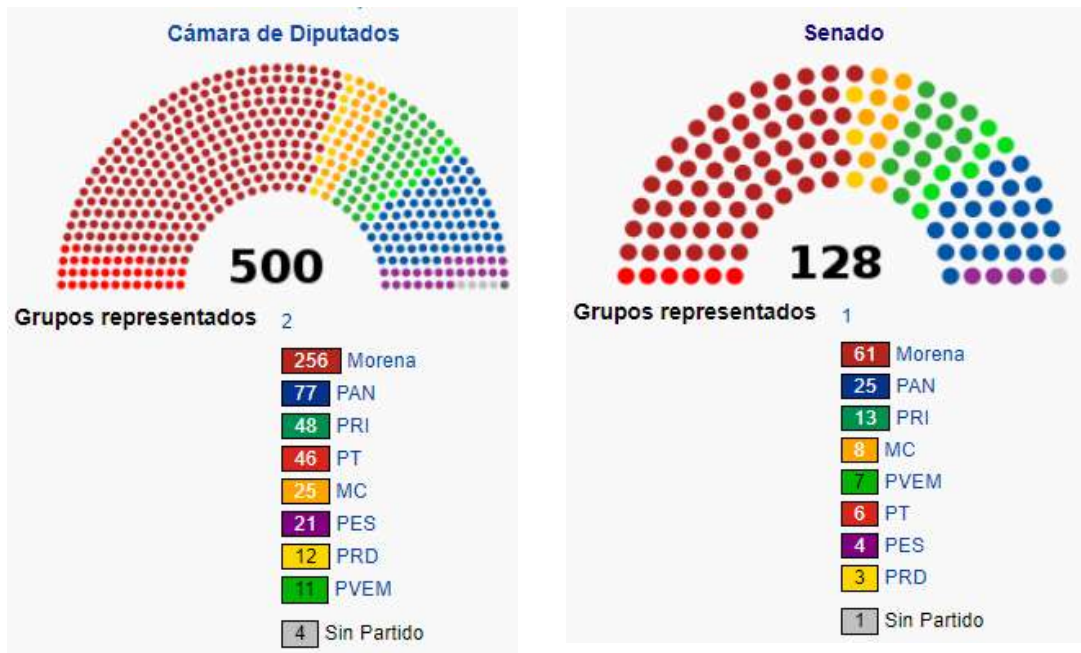 Cámara de Diputados
500
Grupos representados 2
256 Morena
77 PAN
48 PRI
46 PT
25 MC
21 PES
12 PRD
11 PVEM
4 Sin Partido
Senado
128
Grupos representados 1
61 Morena
25 PAN
13 PRI
8 MC
7 PVEM
6 PT
4 PES
3 PRD
1 Sin Partido